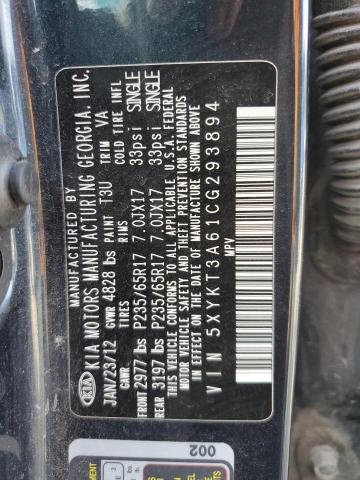 KIA
MANUFACTURED BY
KIA MOTORS MANUFACTURING GEORGIA. INC.
JAN/23/12 GVWR 4828 lbs PAINT T3U TRIM VA
GAWR TIRES RIMS COLD TIRE INFL
FRONT 2977 lbs P235/65R17 7.0JX17 33psi SINGLE
REAR 3197 lbs P235/65R17 7.0JX17 33psi SINGLE
THIS VEHICLE CONFORMS TO ALL APPLICABLE U.S.A. FEDERAL
MOTOR VEHICLE SAFETY AND THEFT PREVENTION STANDARDS
IN EFFECT ON THE DATE OF MANUFACTURE SHOWN ABOVE
VIN 5XYKT3A61CG293894
MPV
002